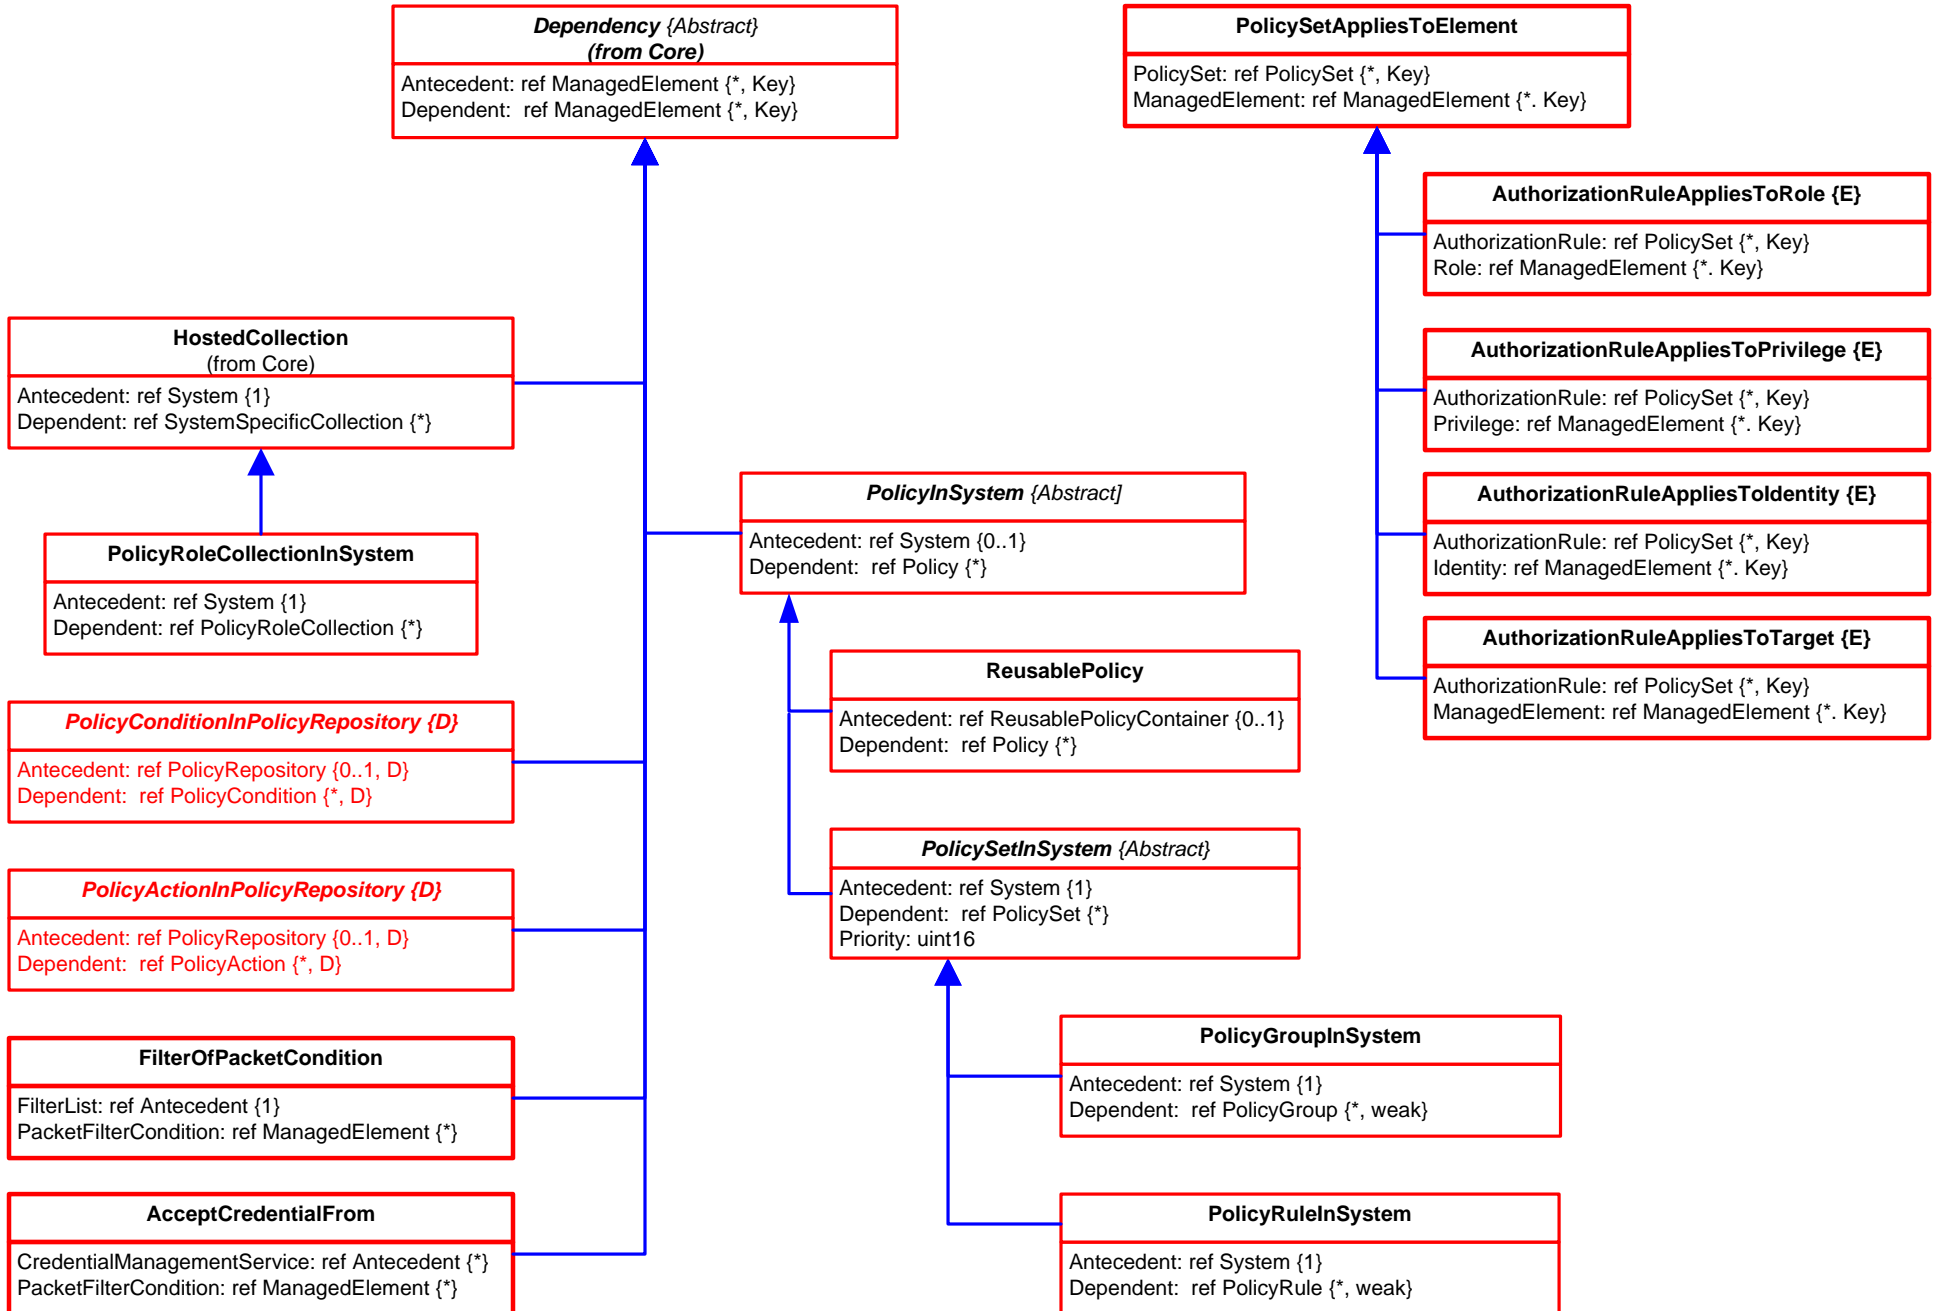 Dependency {Abstract}
(from Core)
Antecedent: ref ManagedElement {*, Key}
Dependent:  ref ManagedElement {*, Key}
PolicySetAppliesToElement
PolicySet: ref PolicySet {*, Key}
ManagedElement: ref ManagedElement {*. Key}
AuthorizationRuleAppliesToRole {E}
AuthorizationRule: ref PolicySet {*, Key}
Role: ref ManagedElement {*. Key}
HostedCollection
(from Core)
Antecedent: ref System {1}
Dependent: ref SystemSpecificCollection {*}
AuthorizationRuleAppliesToPrivilege {E}
AuthorizationRule: ref PolicySet {*, Key}
Privilege: ref ManagedElement {*. Key}
PolicyInSystem {Abstract]
Antecedent: ref System {0..1}
Dependent:  ref Policy {*}
AuthorizationRuleAppliesToIdentity {E}
AuthorizationRule: ref PolicySet {*, Key}
Identity: ref ManagedElement {*. Key}
PolicyRoleCollectionInSystem
Antecedent: ref System {1}
Dependent: ref PolicyRoleCollection {*}
AuthorizationRuleAppliesToTarget {E}
AuthorizationRule: ref PolicySet {*, Key}
ManagedElement: ref ManagedElement {*. Key}
ReusablePolicy
Antecedent: ref ReusablePolicyContainer {0..1}
Dependent:  ref Policy {*}
PolicyConditionInPolicyRepository {D}
Antecedent: ref PolicyRepository {0..1, D}
Dependent:  ref PolicyCondition {*, D}
PolicySetInSystem {Abstract}
Antecedent: ref System {1}
Dependent:  ref PolicySet {*}
Priority: uint16
PolicyActionInPolicyRepository {D}
Antecedent: ref PolicyRepository {0..1, D}
Dependent:  ref PolicyAction {*, D}
PolicyGroupInSystem
Antecedent: ref System {1}
Dependent:  ref PolicyGroup {*, weak}
FilterOfPacketCondition
FilterList: ref Antecedent {1}
PacketFilterCondition: ref ManagedElement {*}
AcceptCredentialFrom
CredentialManagementService: ref Antecedent {*}
PacketFilterCondition: ref ManagedElement {*}
PolicyRuleInSystem
Antecedent: ref System {1}
Dependent:  ref PolicyRule {*, weak}